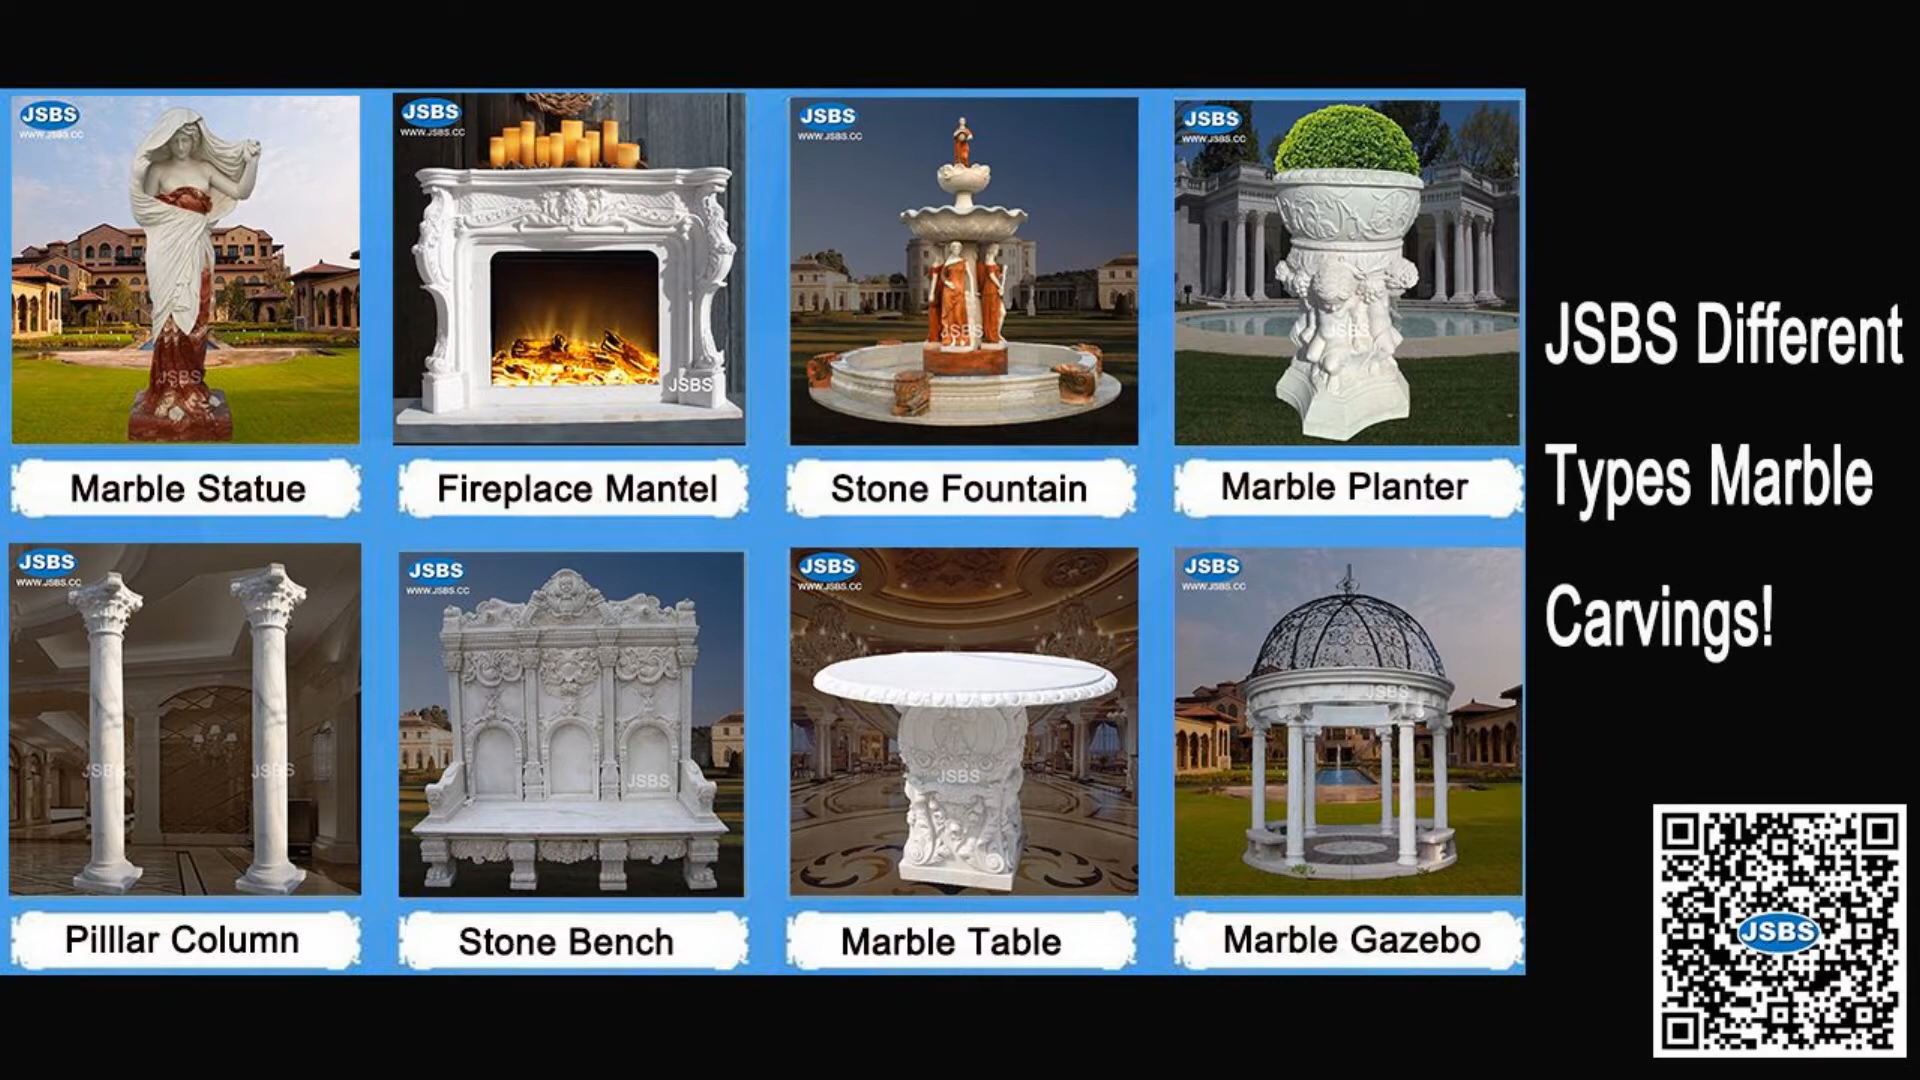 JSBS
WWW.JSBS.CC
JSBS
JSBS
WWW.JSBS.CC
JSBS
JSBS
WWW.JSBS.CC
JSBS
JSBS
WWW.JSBS.CC
JSBS
Marble Statue
Fireplace Mantel
Stone Fountain
Marble Planter
JSBS
WWW.JSBS.CC
JSBS
JSBS
JSBS
WWW.JSBS.CC
JSBS
JSBS
WWW.JSBS.CC
JSBS
JSBS
WWW.JSBS.CC
JSBS
Pilllar Column
Stone Bench
Marble Table
Marble Gazebo
JSBS Different
Types Marble
Carvings!
JSBS